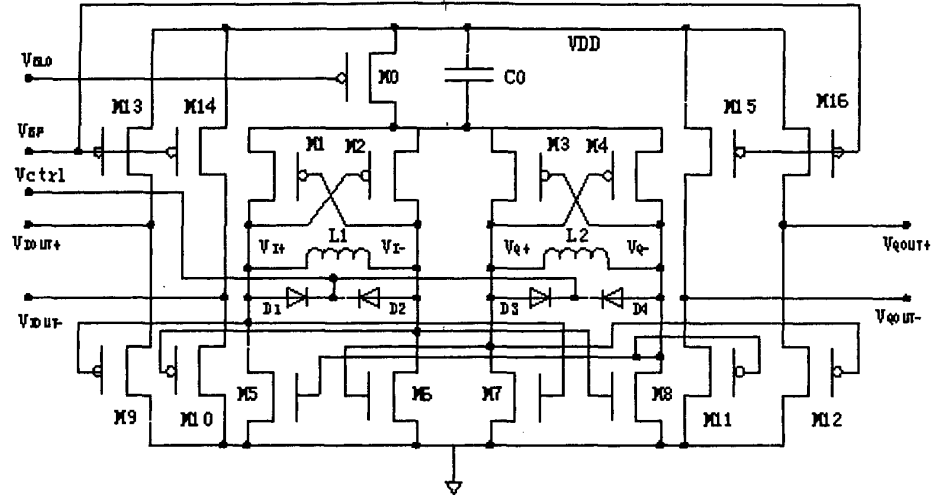 VDD
VBLO
M0
C0
M13 M14
M15
M16
VBF
Vctrl
M1 M2
M3 M4
VIOUT+
VI+ L1 VI-
VQ+ L2 VQ-
VQOUT+
D1 D2
D3 D4
VIOUT-
VQOUT-
M5
M6
M7
M8
M9
M10
M11
M12